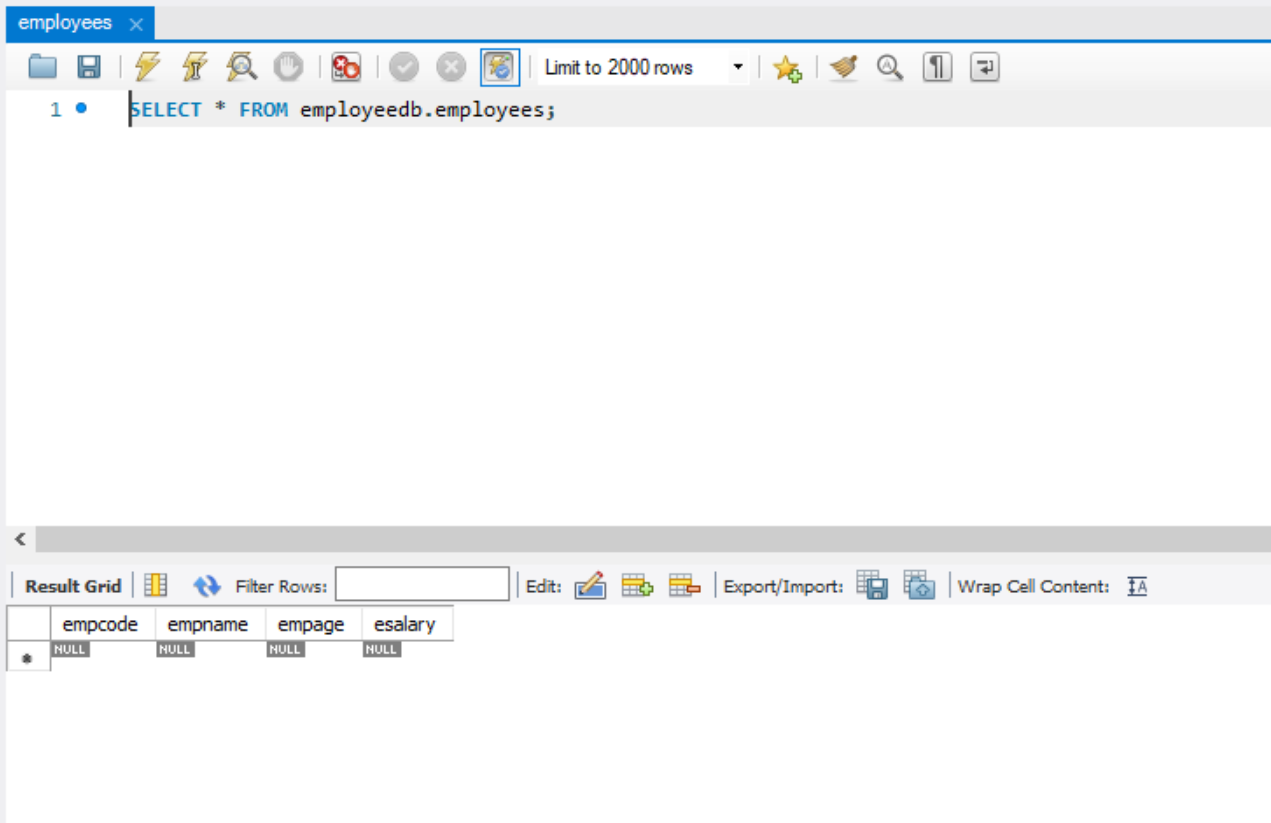 employees
Limit to 2000 rows
1 SELECT * FROM employeedb.employees;
Result Grid Filter Rows: Edit: Export/Import: Wrap Cell Content:
empcode empname empage esalary
* NULL NULL NULL NULL